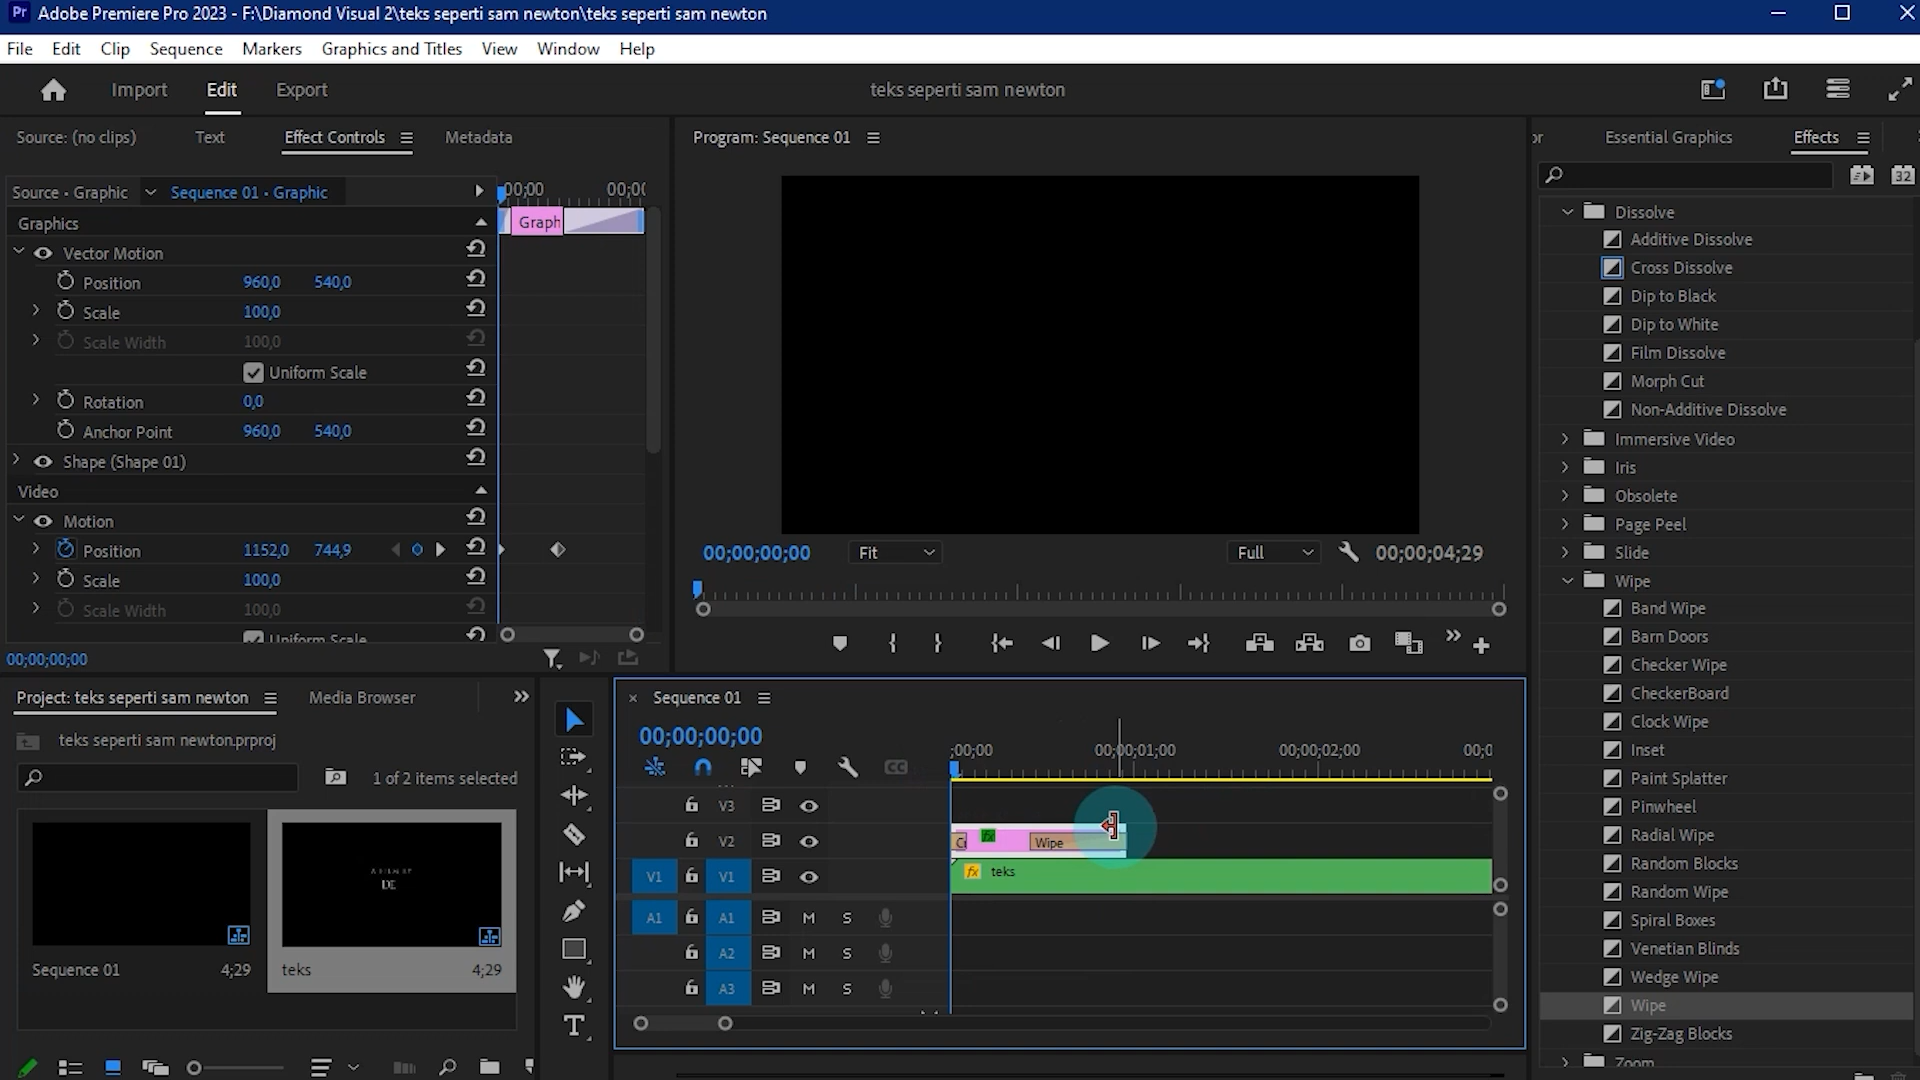 Pr Adobe Premiere Pro 2023 - F:\Diamond Visual 2\teks seperti sam newton\teks seperti sam newton
File Edit Clip Sequence Markers Graphics and Titles View Window Help
Import Edit Export teks seperti sam newton
Source: (no clips) Text Effect Controls Metadata
Program: Sequence 01
Essential Graphics Effects
Source • Graphic Sequence 01 • Graphic
00;00
Graphics
Graph
Vector Motion
Position 960,0 540,0
Scale 100,0
Scale Width 100,0
Uniform Scale
Rotation 0,0
Anchor Point 960,0 540,0
Shape (Shape 01)
Video
Motion
Position 1152,0 744,9
Scale 100,0
Scale Width 100,0
Uniform Scale
00;00;00;00
00;00;00;00 Fit Full 00;00;04;29
32
Dissolve
Additive Dissolve
Cross Dissolve
Dip to Black
Dip to White
Film Dissolve
Morph Cut
Non-Additive Dissolve
Immersive Video
Iris
Obsolete
Page Peel
Slide
Wipe
Band Wipe
Barn Doors
Checker Wipe
CheckerBoard
Clock Wipe
Inset
Paint Splatter
Pinwheel
Radial Wipe
Random Blocks
Random Wipe
Spiral Boxes
Venetian Blinds
Wedge Wipe
Wipe
Zig-Zag Blocks
Zoom
Project: teks seperti sam newton Media Browser
teks seperti sam newton.prproj
1 of 2 items selected
DE
Sequence 01 4;29
teks 4;29
Sequence 01
00;00;00;00
;00;00 00;00;01;00 00;00;02;00
CC
V3
V2 fx Wipe
V1 V1 fx teks
A1 A1 M S
A2 M S
A3 M S